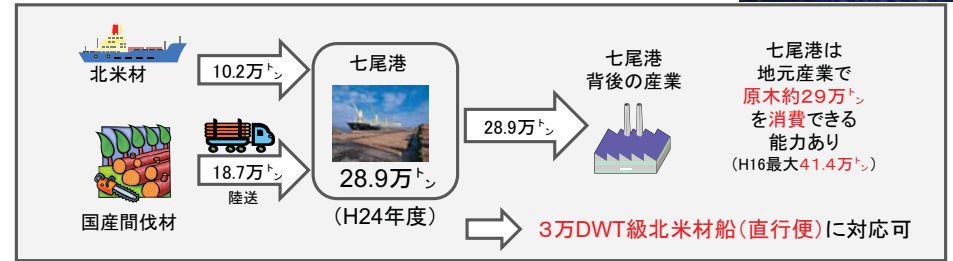 北米材
10.2万㌧
国産間伐材
18.7万㌧
陸送
七尾港
28.9万㌧
(H24年度)
28.9万㌧
七尾港
背後の産業
七尾港は
地元産業で
原木約29万㌧
を消費できる
能力あり
(H16最大41.4万㌧)
3万DWT級北米材船(直行便)に対応可